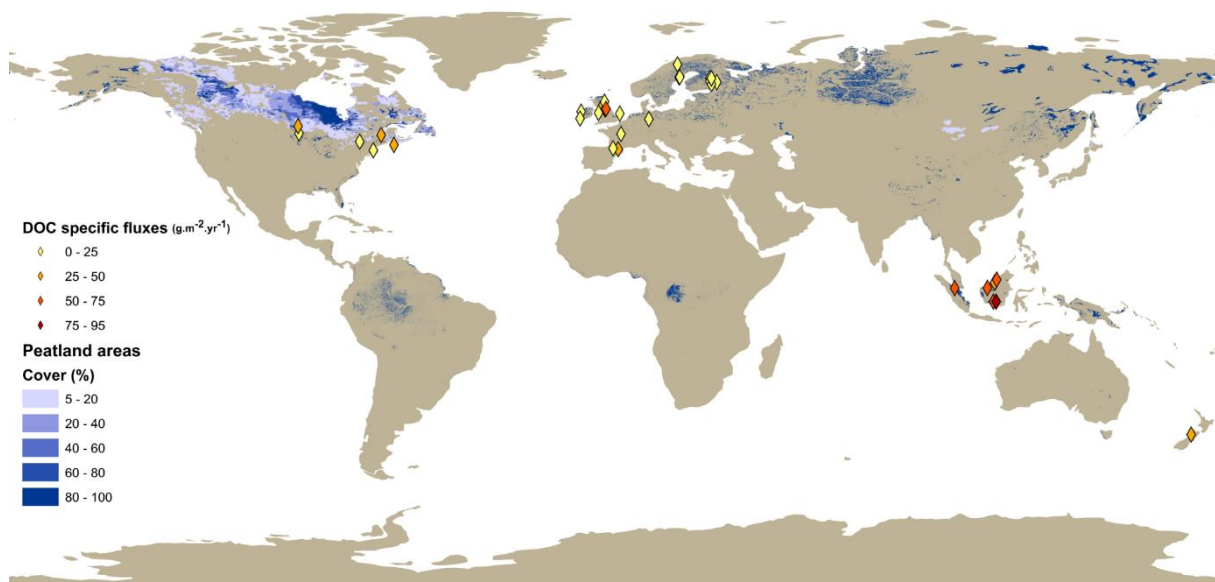 DOC specific fluxes (g.m⁻².yr⁻¹)
0 - 25
25 - 50
50 - 75
75 - 95
Peatland areas
Cover (%)
5 - 20
20 - 40
40 - 60
60 - 80
80 - 100